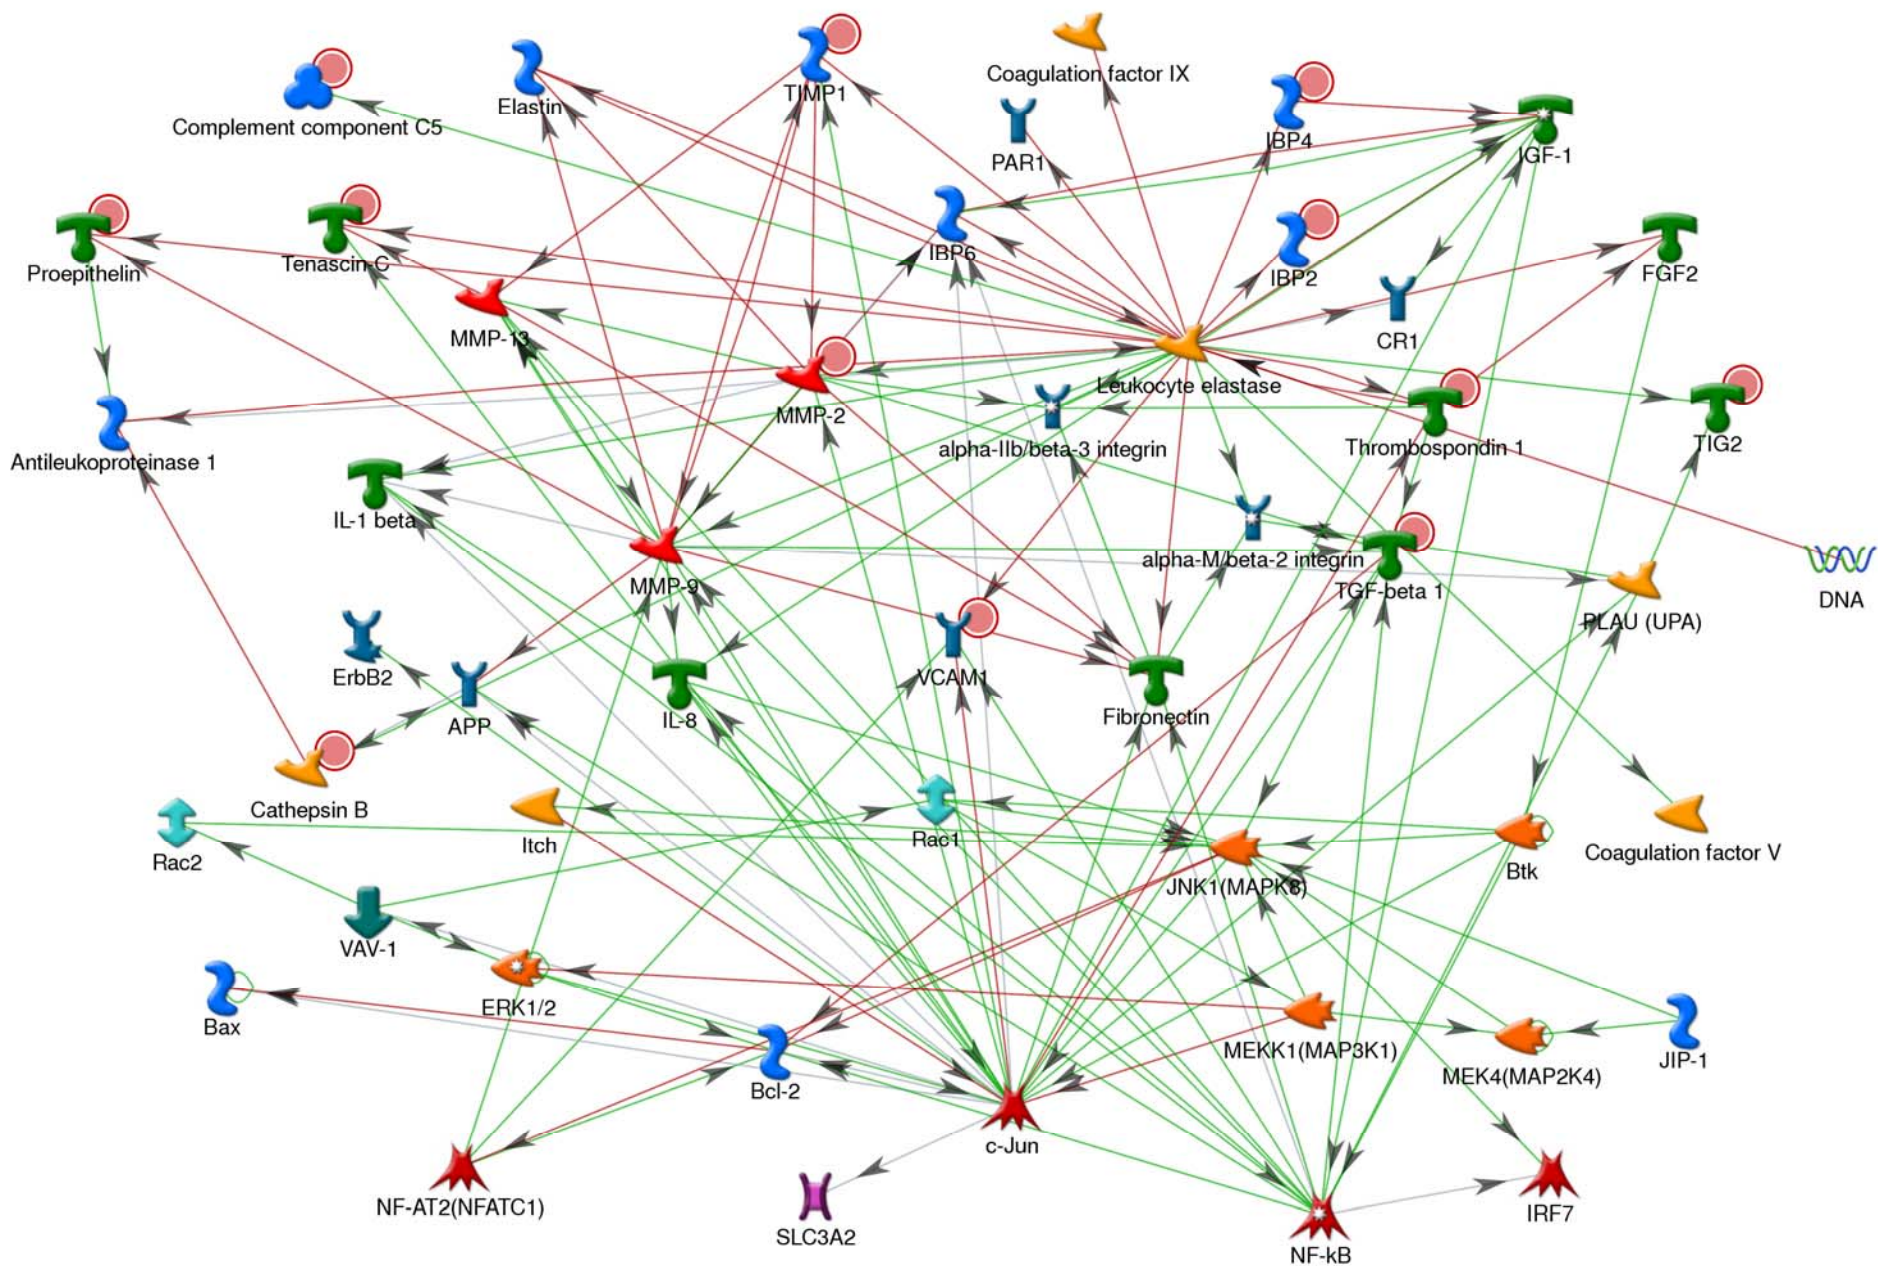 Coagulation factor IX
Elastin
TIMP1
Complement component C5
IBP4
IGF-1
PAR1
IBP6
IBP2
Proepithelin
Tenascin-C
FGF2
MMP-13
CR1
Leukocyte elastase
MMP-2
alpha-IIb/beta-3 integrin
Thrombospondin 1
TIG2
Antileukoproteinase 1
IL-1 beta
alpha-M/beta-2 integrin
MMP-9
TGF-beta 1
DNA
PLAU (UPA)
ErbB2
APP
IL-8
VCAM1
Fibronectin
Cathepsin B
Rac2
Itch
Rac1
JNK1(MAPK8)
Btk
Coagulation factor V
VAV-1
ERK1/2
Bax
Bcl-2
MEKK1(MAP3K1)
MEK4(MAP2K4)
JIP-1
c-Jun
NF-AT2(NFATC1)
SLC3A2
NF-kB
IRF7